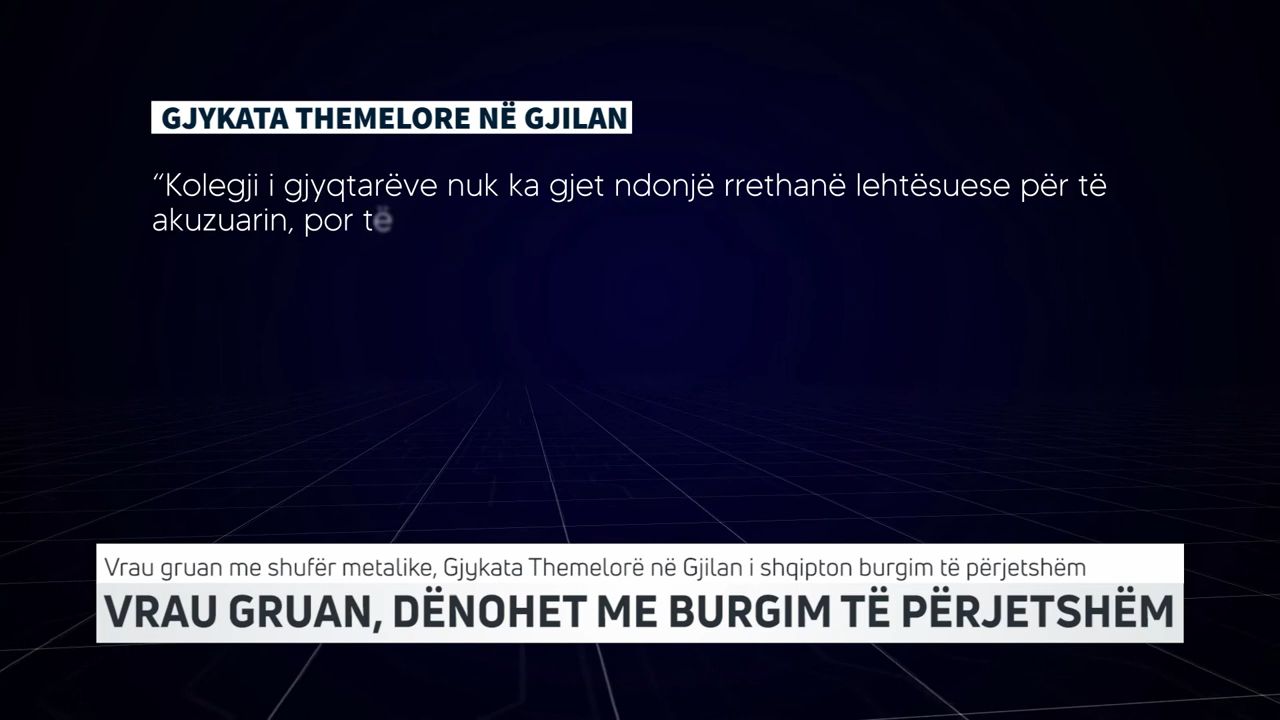 GJYKATA THEMELORE NË GJILAN
“Kolegji i gjyqtarëve nuk ka gjet ndonjë rrethanë lehtësuese për të
akuzuarin, por të
Vrau gruan me shufër metalike, Gjykata Themelorë në Gjilan i shqipton burgim të përjetshëm
VRAU GRUAN, DËNOHET ME BURGIM TË PËRJETSHËM